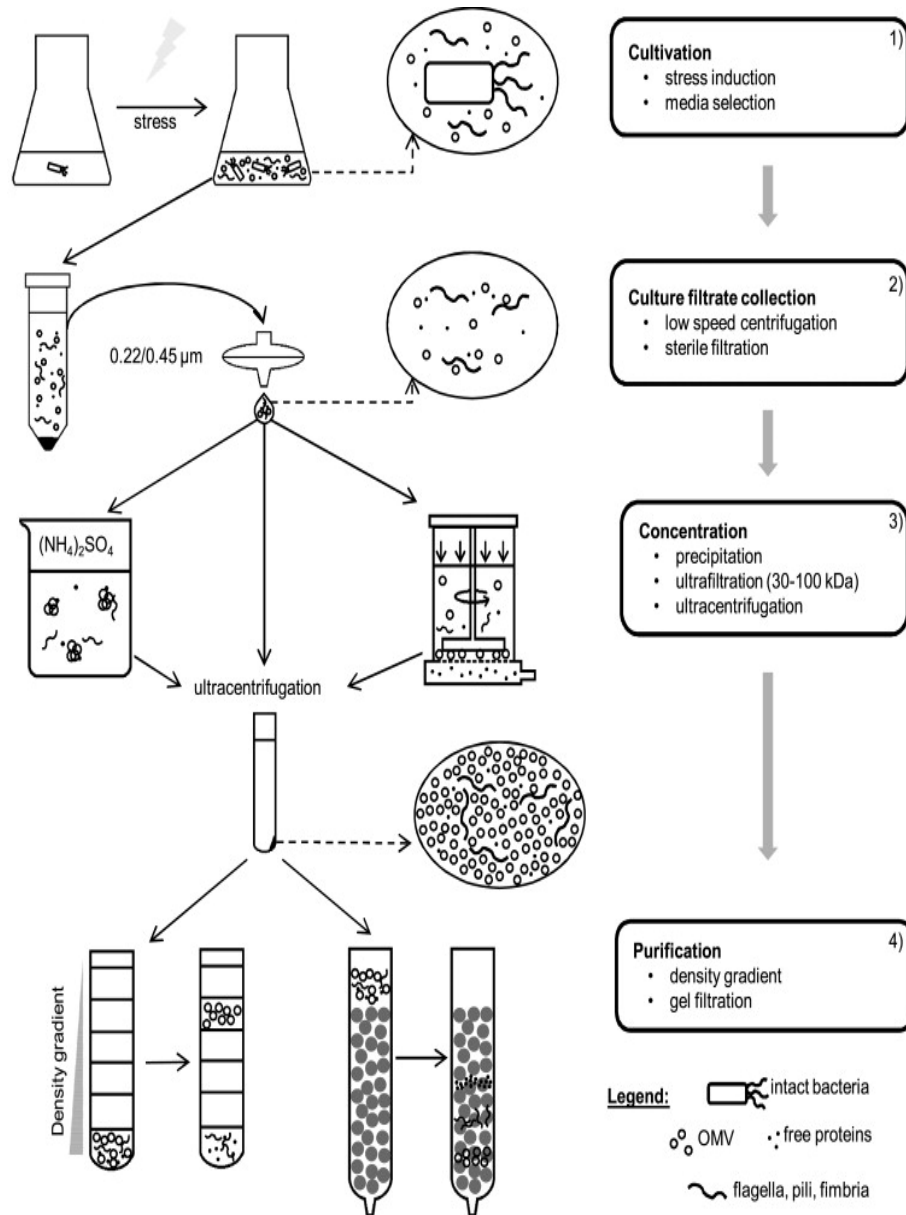 stress
1)
Cultivation
• stress induction
• media selection
0.22/0.45 µm
2)
Culture filtrate collection
• low speed centrifugation
• sterile filtration
(NH₄)₂SO₄
3)
Concentration
• precipitation
• ultrafiltration (30-100 kDa)
• ultracentrifugation
ultracentrifugation
4)
Purification
• density gradient
• gel filtration
Density gradient
Legend:
intact bacteria
OMV
free proteins
flagella, pili, fimbria